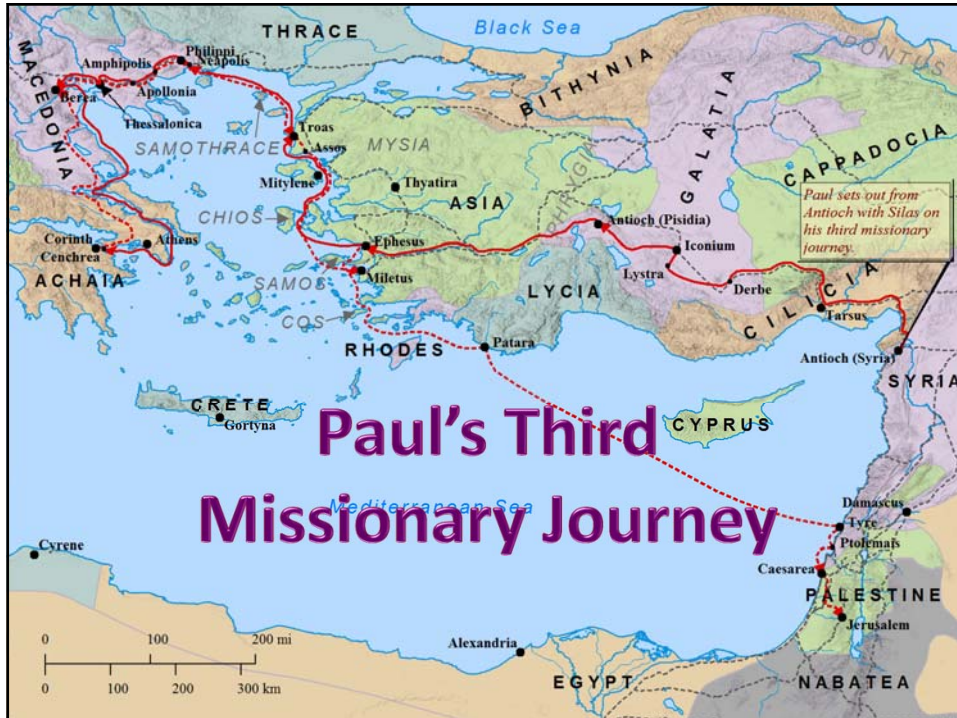 Black Sea
THRACE
Philippi
Neapolis
Amphipolis
Apollonia
Berea
Thessalonica
MACEDONIA
BITHYNIA
PONTUS
GALATIA
CAPPADOCIA
SAMOTHRACE
Troas
Assos
MYSIA
Mitylene
Thyatira
ASIA
PHRYGIA
CHIOS
Antioch (Pisidia)
Paul sets out from
Antioch with Silas on
his third missionary
journey.
Corinth
Cenchrea
Athens
ACHAIA
Ephesus
Miletus
SAMOS
COS
Iconium
Lystra
Derbe
LYCIA
CILICIA
Tarsus
Antioch (Syria)
SYRIA
RHODES
Patara
CRETE
Gortyna
CYPRUS
Paul’s Third
Missionary Journey
Mediterranean Sea
Damascus
Tyre
Ptolemais
Cyrene
Caesarea
PALESTINE
Jerusalem
0 100 200 mi
0 100 200 300 km
Alexandria
EGYPT
NABATEA